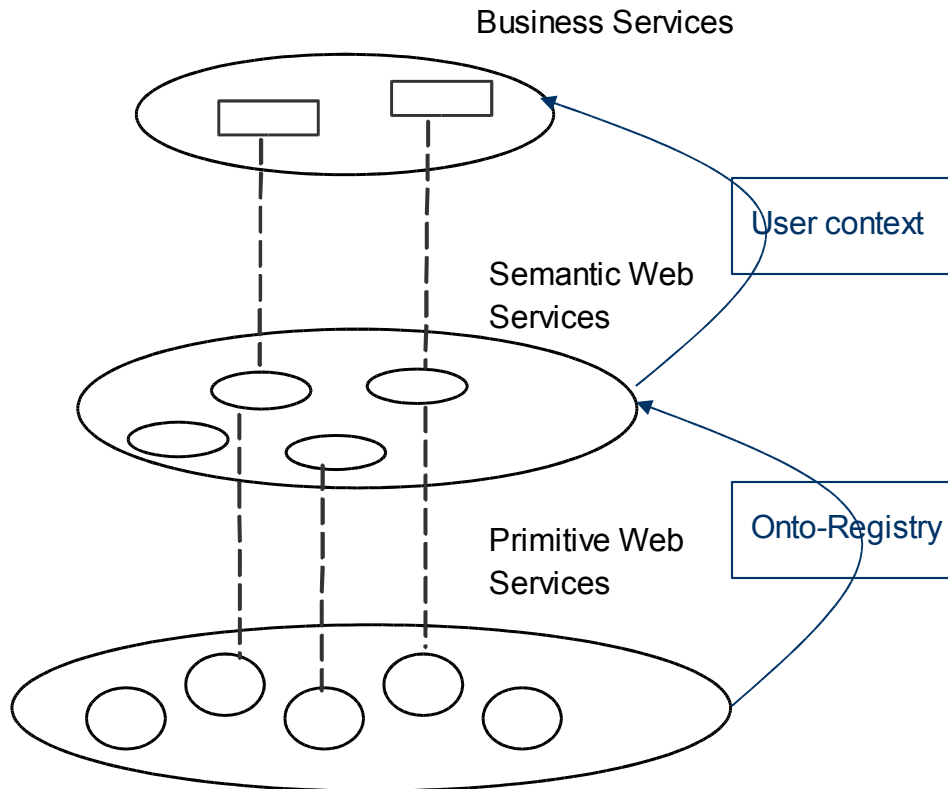 Business Services
User context
Semantic Web
Services
Onto-Registry
Primitive Web
Services